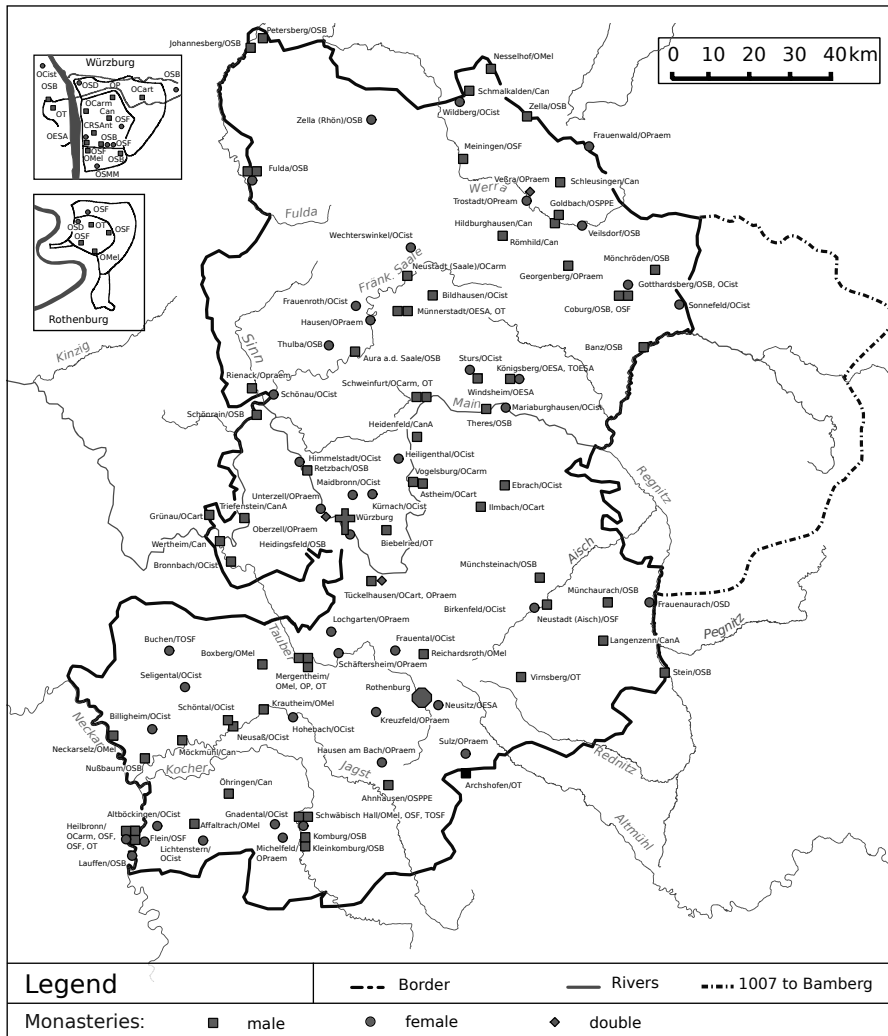 Petersberg/OSB
Johannesberg/OSB
Würzburg
OCist
OSB
OSD
OP
OSB
OCart
OT
OCarm
Can
OSF
CRSAnt
OESA
OSB
OSF
OSF
OMel
OSB
OSMM
OSF
OSD
OT
OSF
OSF
OMel
Rothenburg
0 10 20 30 40 km
Nesselhof/OMel
Schmalkalden/Can
Wildberg/OCist
Zella/OSB
Zella (Rhön)/OSB
Frauenwald/OPraem
Meiningen/OSF
Fulda/OSB
Veßra/OPraem
Schleusingen/Can
Werra
Trostadt/OPream
Goldbach/OSPPE
Fulda
Hildburghausen/Can
Veilsdorf/OSB
Römhild/Can
Wechterswinkel/OCist
Fränk. Saale
Neustadt (Saale)/OCarm
Georgenberg/OPraem
Mönchröden/OSB
Gotthardsberg/OSB, OCist
Bildhausen/OCist
Frauenroth/OCist
Coburg/OSB, OSF
Sonnefeld/OCist
Münnerstadt/OESA, OT
Hausen/OPraem
Sinn
Kinzig
Thulba/OSB
Aura a.d. Saale/OSB
Banz/OSB
Sturs/OCist
Königsberg/OESA, TOESA
Rienack/Opraem
Schweinfurt/OCarm, OT
Windsheim/OESA
Schönau/OCist
Main
Mariaburghausen/OCist
Schönrain/OSB
Theres/OSB
Heidenfeld/CanA
Himmelstadt/OCist
Heiligenthal/OCist
Retzbach/OSB
Vogelsburg/OCarm
Regnitz
Maidbronn/OCist
Ebrach/OCist
Unterzell/OPraem
Astheim/OCart
Triefenstein/CanA
Kürnach/OCist
Ilmbach/OCart
Grünau/OCart
Würzburg
Oberzell/OPraem
Biebelried/OT
Wertheim/Can
Heidingsfeld/OSB
Aisch
Bronnbach/OCist
Münchsteinach/OSB
Tückelhausen/OCart, OPraem
Münchaurach/OSB
Birkenfeld/OCist
Frauenaurach/OSD
Neustadt (Aisch)/OSF
Lochgarten/OPraem
Pegnitz
Tauber
Buchen/TOSF
Frauental/OCist
Langenzenn/CanA
Boxberg/OMel
Schäftersheim/OPraem
Reichardsroth/OMel
Stein/OSB
Mergentheim/
OMel, OP, OT
Seligental/OCist
Virnsberg/OT
Rothenburg
Krautheim/OMel
Neusitz/OESA
Schöntal/OCist
Billigheim/OCist
Kreuzfeld/OPraem
Neckar
Hohebach/OCist
Neusaß/OCist
Neckarselz/OMel
Möckmühl/Can
Hausen am Bach/OPraem
Sulz/OPraem
Nußbaum/OSB
Rednitz
Kocher
Jagst
Archshofen/OT
Öhringen/Can
Ahnhausen/OSPPE
Altböckingen/OCist
Gnadental/OCist
Schwäbisch Hall/OMel, OSF, TOSF
Altmühl
Heilbronn/
OCarm, OSF,
OSF, OT
Affaltrach/OMel
Flein/OSF
Komburg/OSB
Lichtenstern/
OCist
Michelfeld/
OPraem
Kleinkomburg/OSB
Lauffen/OSB
Legend
Border
Rivers
1007 to Bamberg
Monasteries:
male
female
double